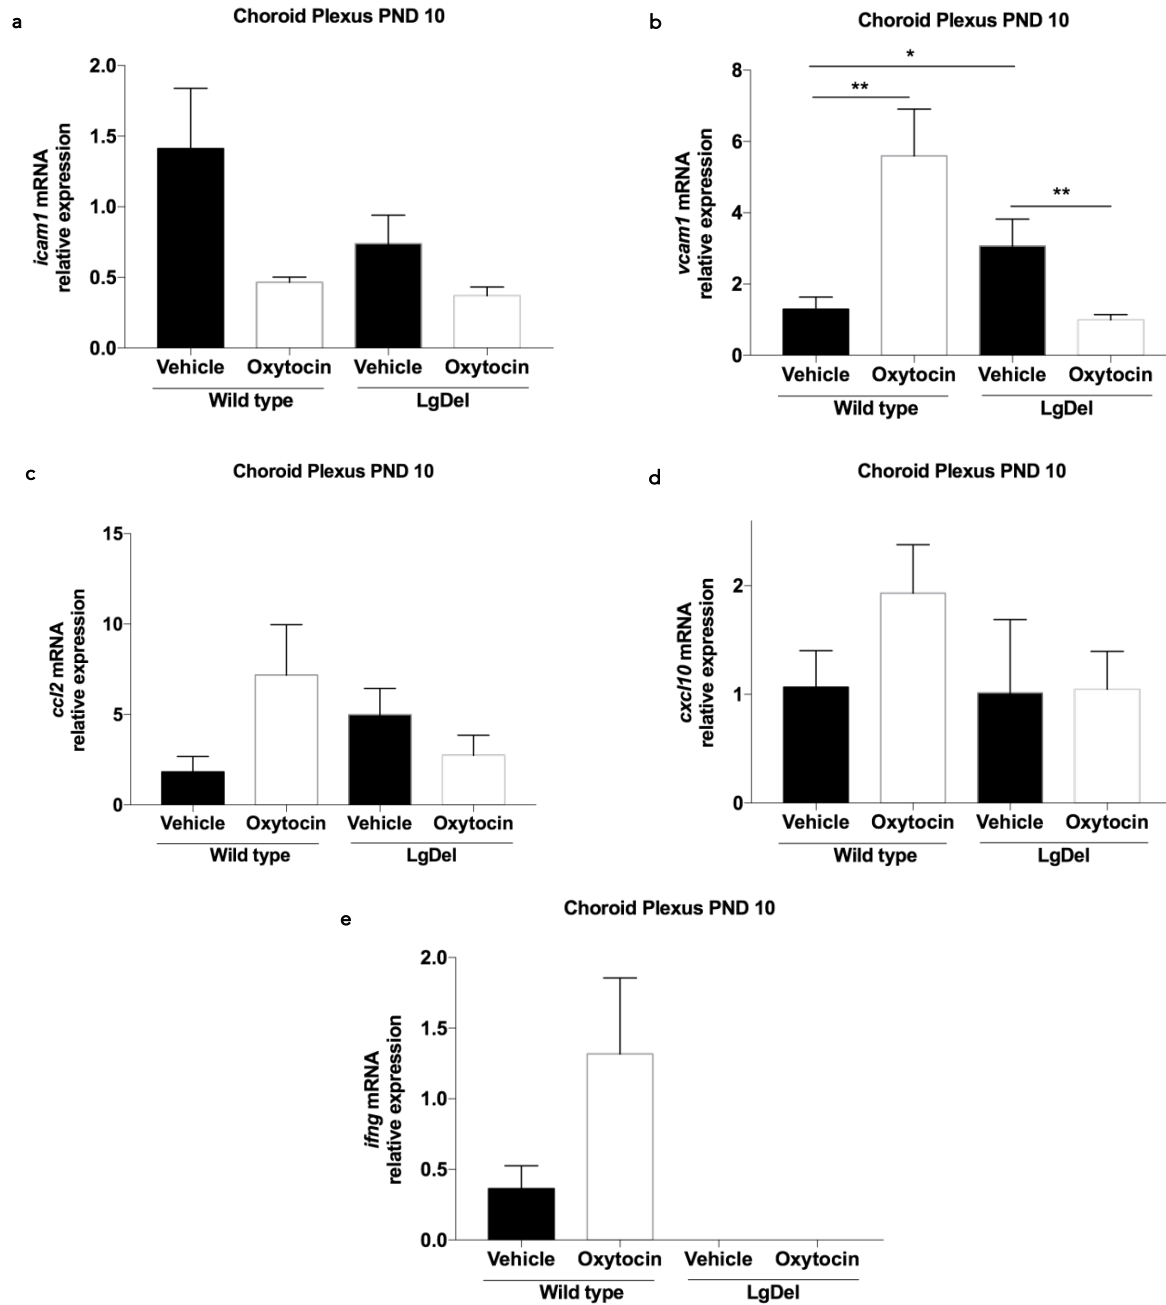 a
Choroid Plexus PND 10
2.0
1.5
1.0
0.5
0.0
icam1 mRNA
relative expression
Vehicle Oxytocin Vehicle Oxytocin
Wild type LgDel
b
Choroid Plexus PND 10
8
6
4
2
0
vcam1 mRNA
relative expression
*
**
**
Vehicle Oxytocin Vehicle Oxytocin
Wild type LgDel
c
Choroid Plexus PND 10
15
10
5
0
ccl2 mRNA
relative expression
Vehicle Oxytocin Vehicle Oxytocin
Wild type LgDel
d
Choroid Plexus PND 10
2
1
0
cxcl10 mRNA
relative expression
Vehicle Oxytocin Vehicle Oxytocin
Wild type LgDel
e
Choroid Plexus PND 10
2.0
1.5
1.0
0.5
0.0
ifng mRNA
relative expression
Vehicle Oxytocin Vehicle Oxytocin
Wild type LgDel